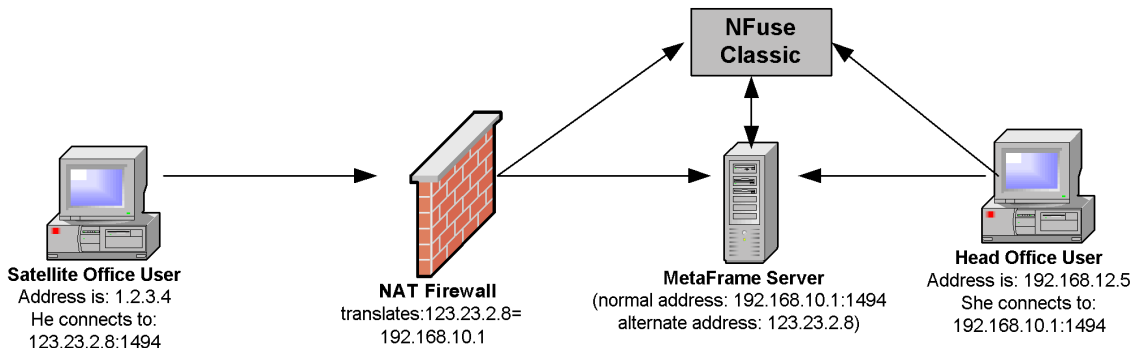 NFuse
Classic
Satellite Office User
Address is: 1.2.3.4
He connects to:
123.23.2.8:1494
NAT Firewall
translates:123.23.2.8=
192.168.10.1
MetaFrame Server
(normal address: 192.168.10.1:1494
alternate address: 123.23.2.8)
Head Office User
Address is: 192.168.12.5
She connects to:
192.168.10.1:1494